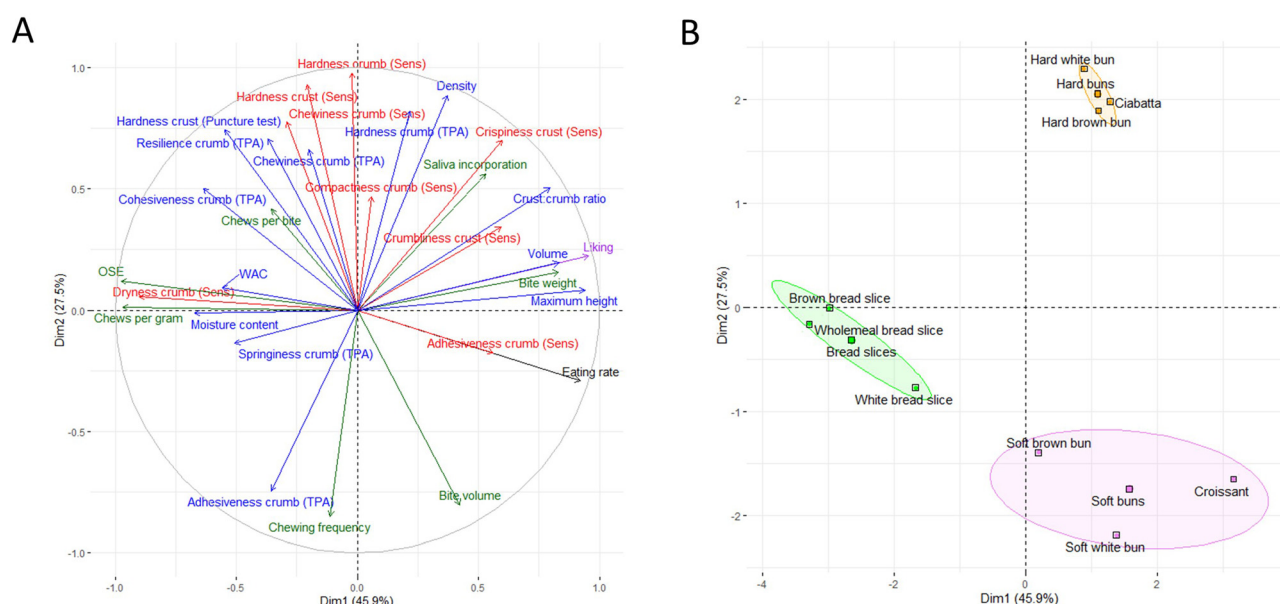 A
B
1.0
0.5
0.0
-0.5
-1.0
Dim2 (27.5%)
Hardness crumb (Sens)
Density
Hardness crust (Sens)
Chewiness crumb (Sens)
Hardness crust (Puncture test)
Hardness crumb (TPA)
Crispiness crust (Sens)
Resilience crumb (TPA)
Chewiness crumb (TPA)
Saliva incorporation
Compactness crumb (Sens)
Cohesiveness crumb (TPA)
Crust:crumb ratio
Chews per bite
Crumbliness crust (Sens)
Liking
Volume
OSE
WAC
Bite weight
Dryness crumb (Sens)
Maximum height
Chews per gram
Moisture content
Springiness crumb (TPA)
Adhesiveness crumb (Sens)
Eating rate
Adhesiveness crumb (TPA)
Bite volume
Chewing frequency
-1.0 -0.5 0.0 0.5 1.0
Dim1 (45.9%)
2
1
0
-1
-2
Dim2 (27.5%)
Hard white bun
Hard buns
Ciabatta
Hard brown bun
Brown bread slice
Wholemeal bread slice
Bread slices
White bread slice
Soft brown bun
Croissant
Soft buns
Soft white bun
-4 -2 0 2
Dim1 (45.9%)